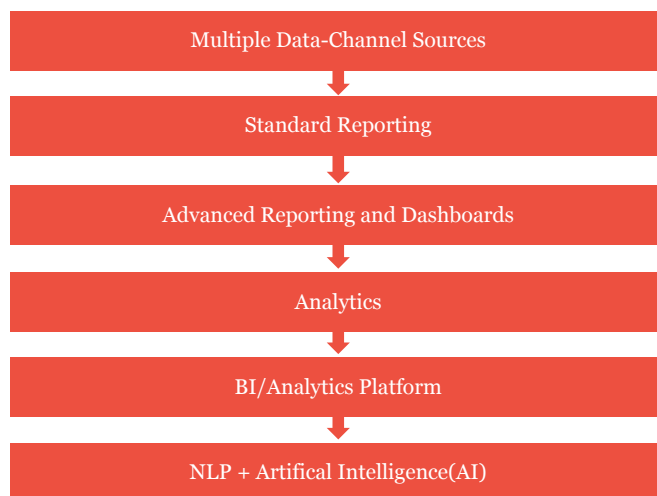 Multiple Data-Channel Sources
Standard Reporting
Advanced Reporting and Dashboards
Analytics
BI/Analytics Platform
NLP + Artifical Intelligence(AI)